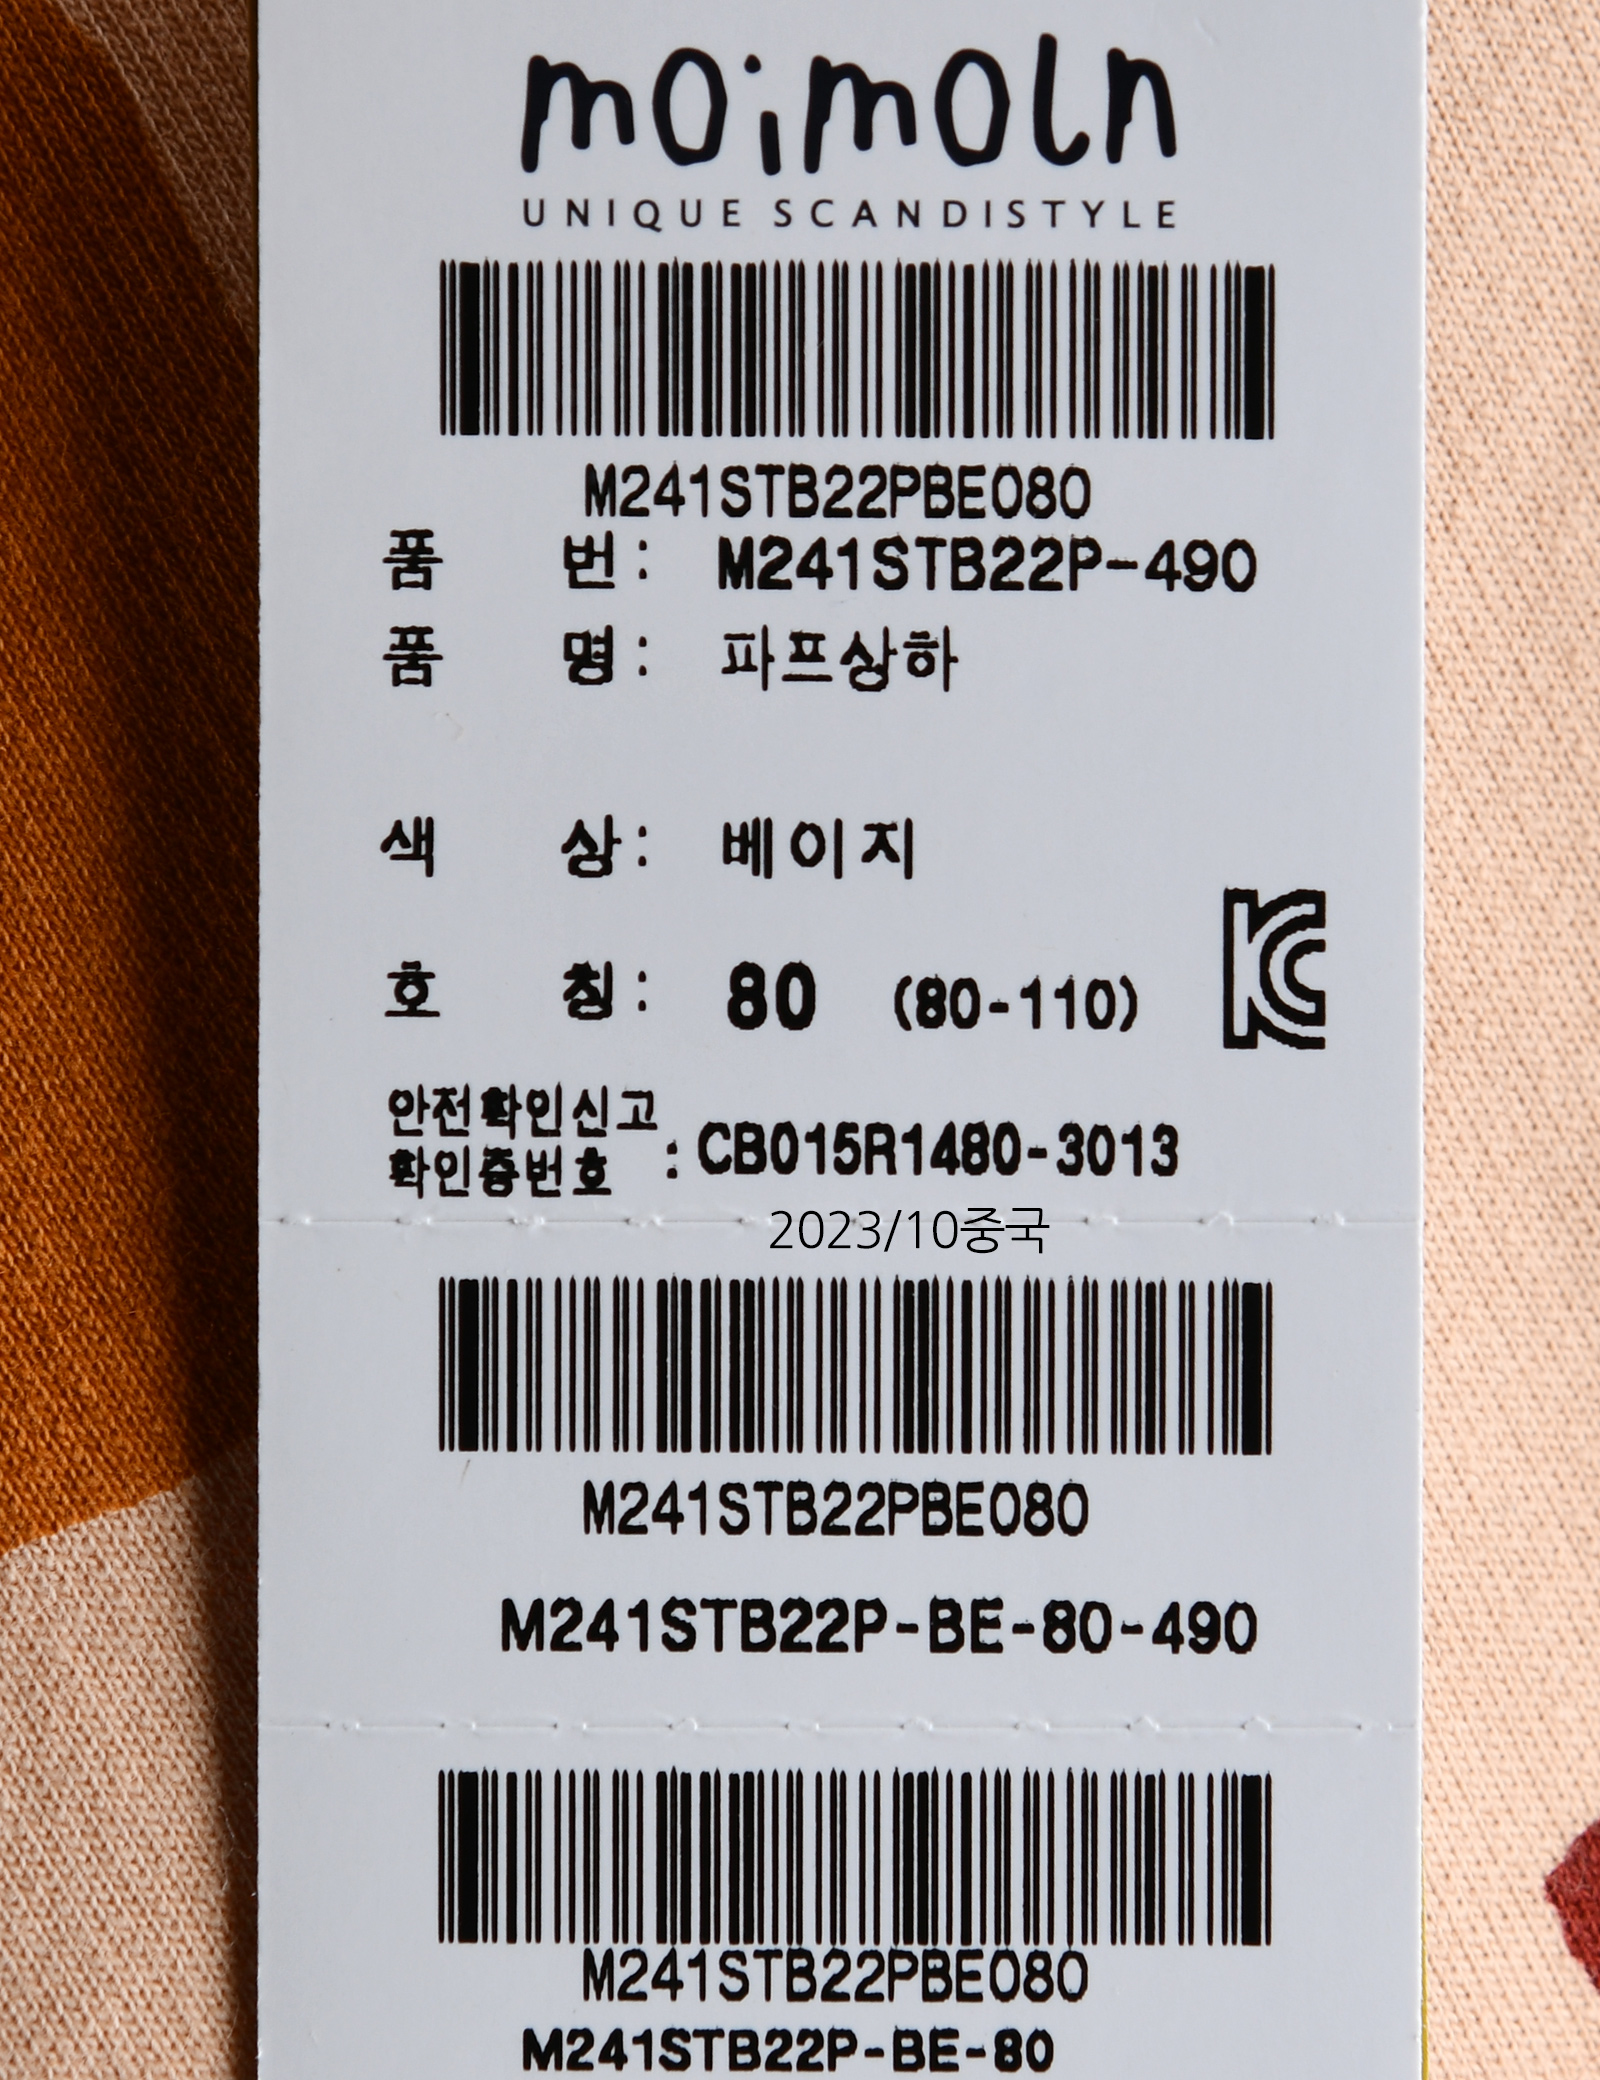 moimoln
UNIQUE SCANDISTYLE
M241STB22PBE080
품 번: M241STB22P-490
품 명: 파프상하
색 상: 베이지
호 칭: 80 (80-110)
안전확인신고
확인증번호 : CB015R1480-3013
2023/10중국
M241STB22PBE080
M241STB22P-BE-80-490
M241STB22PBE080
M241STB22P-BE-80